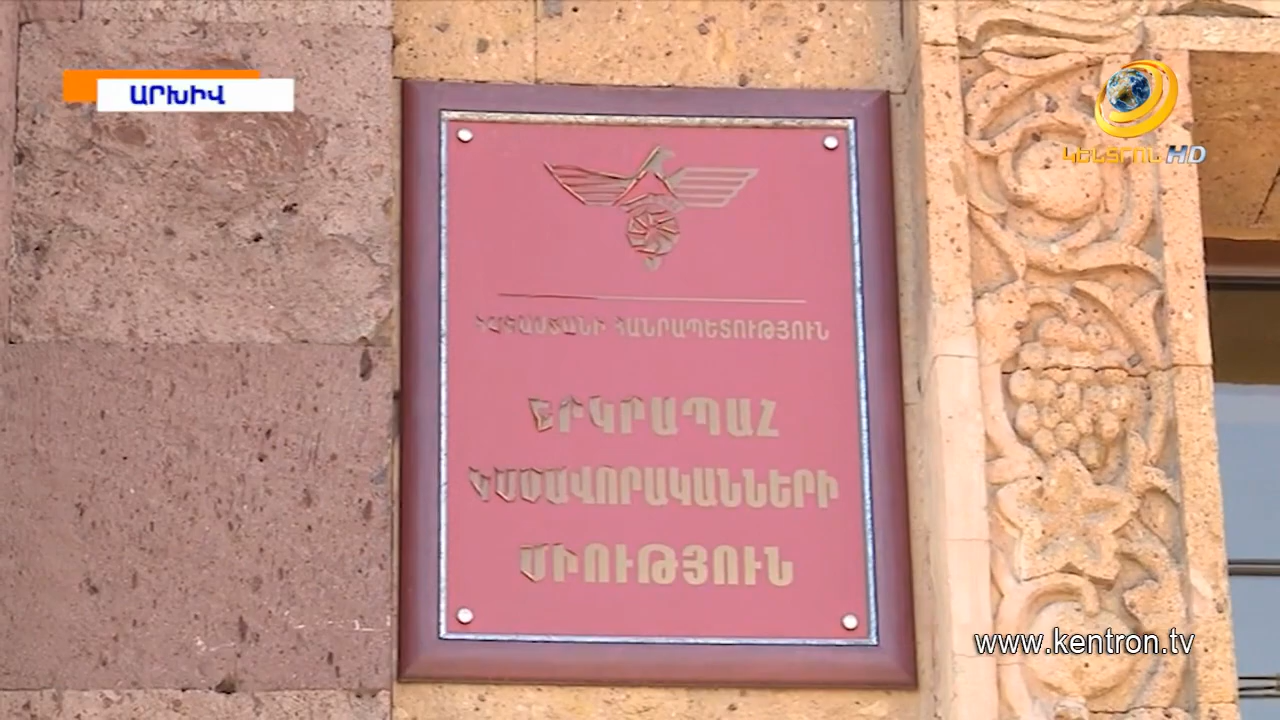 ԱՐԽԻՎ
ԿԵՆՏՐՈՆ HD
ՀԱՅԱՍՏԱՆԻ ՀԱՆՐԱՊԵՏՈՒԹՅՈՒՆ
ԵՐԿՐԱՊԱՀ
ԿԱՄԱՎՈՐԱԿԱՆՆԵՐԻ
ՄԻՈՒԹՅՈՒՆ
www.kentron.tv